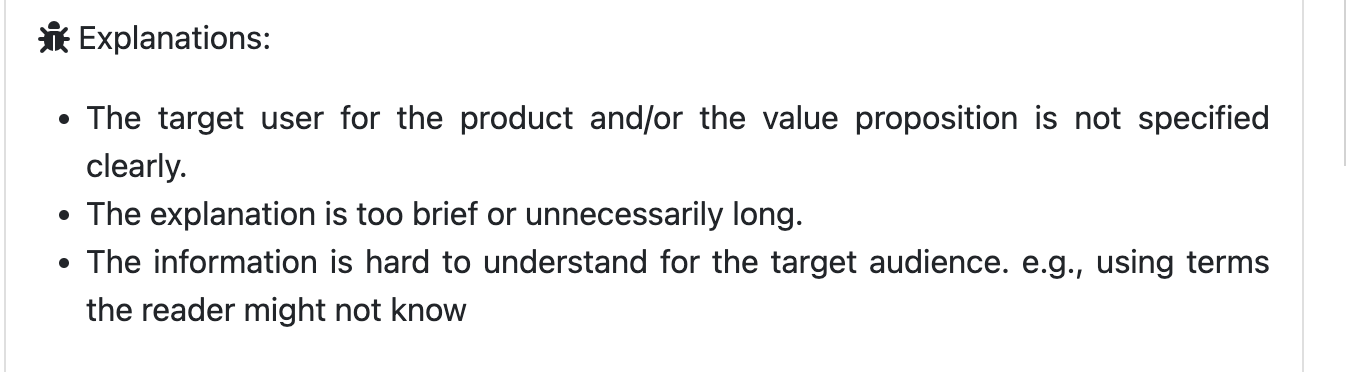 Explanations:
The target user for the product and/or the value proposition is not specified
clearly.
The explanation is too brief or unnecessarily long.
The information is hard to understand for the target audience. e.g., using terms
the reader might not know